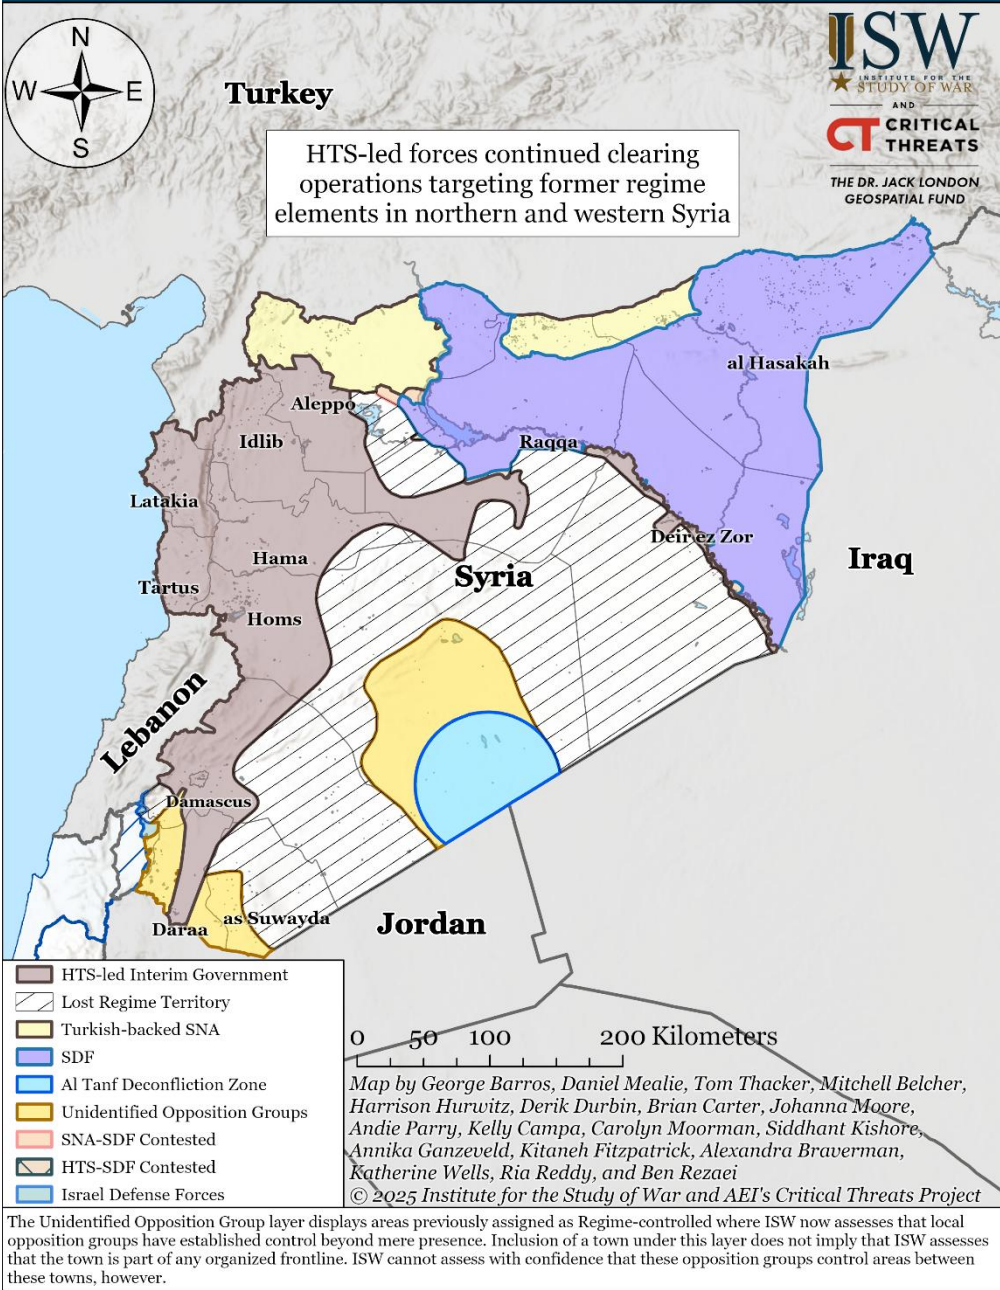 N
W
E
S
Turkey
ISW
INSTITUTE FOR THE
STUDY OF WAR
AND
CT CRITICAL
THREATS
THE DR. JACK LONDON
GEOSPATIAL FUND
HTS-led forces continued clearing
operations targeting former regime
elements in northern and western Syria
al Hasakah
Aleppo
Idlib
Raqqa
Latakia
Deir ez Zor
Hama
Syria
Iraq
Tartus
Homs
Lebanon
Damascus
Daraa
as Suwayda
Jordan
HTS-led Interim Government
Lost Regime Territory
Turkish-backed SNA
SDF
Al Tanf Deconfliction Zone
Unidentified Opposition Groups
SNA-SDF Contested
HTS-SDF Contested
Israel Defense Forces
0 50 100 200 Kilometers
Map by George Barros, Daniel Mealie, Tom Thacker, Mitchell Belcher,
Harrison Hurwitz, Derik Durbin, Brian Carter, Johanna Moore,
Andie Parry, Kelly Campa, Carolyn Moorman, Siddhant Kishore,
Annika Ganzeveld, Kitaneh Fitzpatrick, Alexandra Braverman,
Katherine Wells, Ria Reddy, and Ben Rezaei
© 2025 Institute for the Study of War and AEI's Critical Threats Project
The Unidentified Opposition Group layer displays areas previously assigned as Regime-controlled where ISW now assesses that local
opposition groups have established control beyond mere presence. Inclusion of a town under this layer does not imply that ISW assesses
that the town is part of any organized frontline. ISW cannot assess with confidence that these opposition groups control areas between
these towns, however.